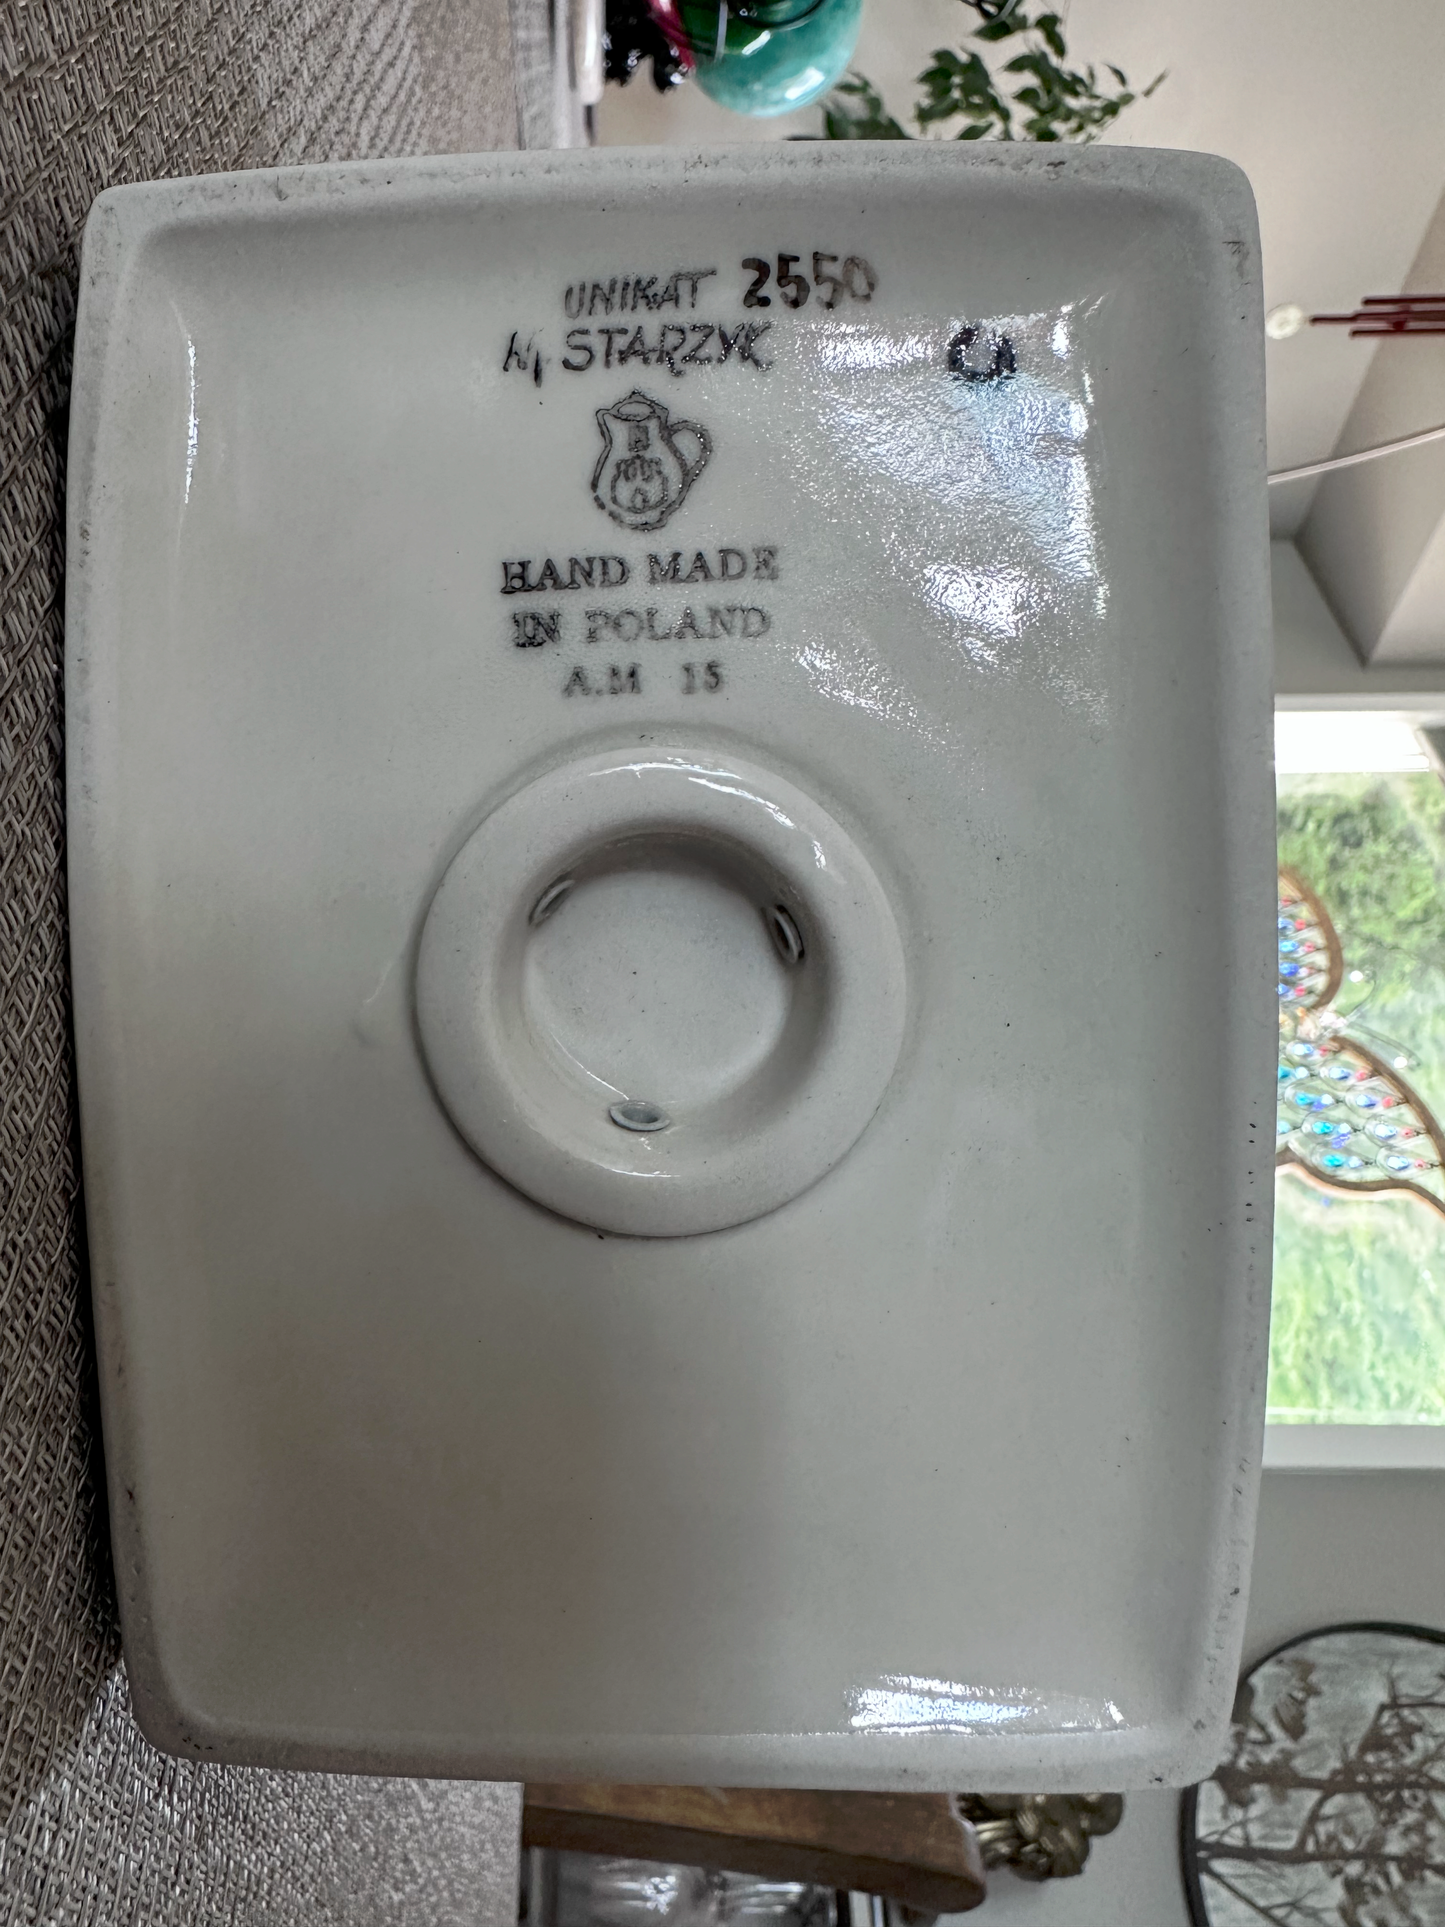 UNIKAT 2550
M STARZYK
HAND MADE
IN POLAND
A.M 15